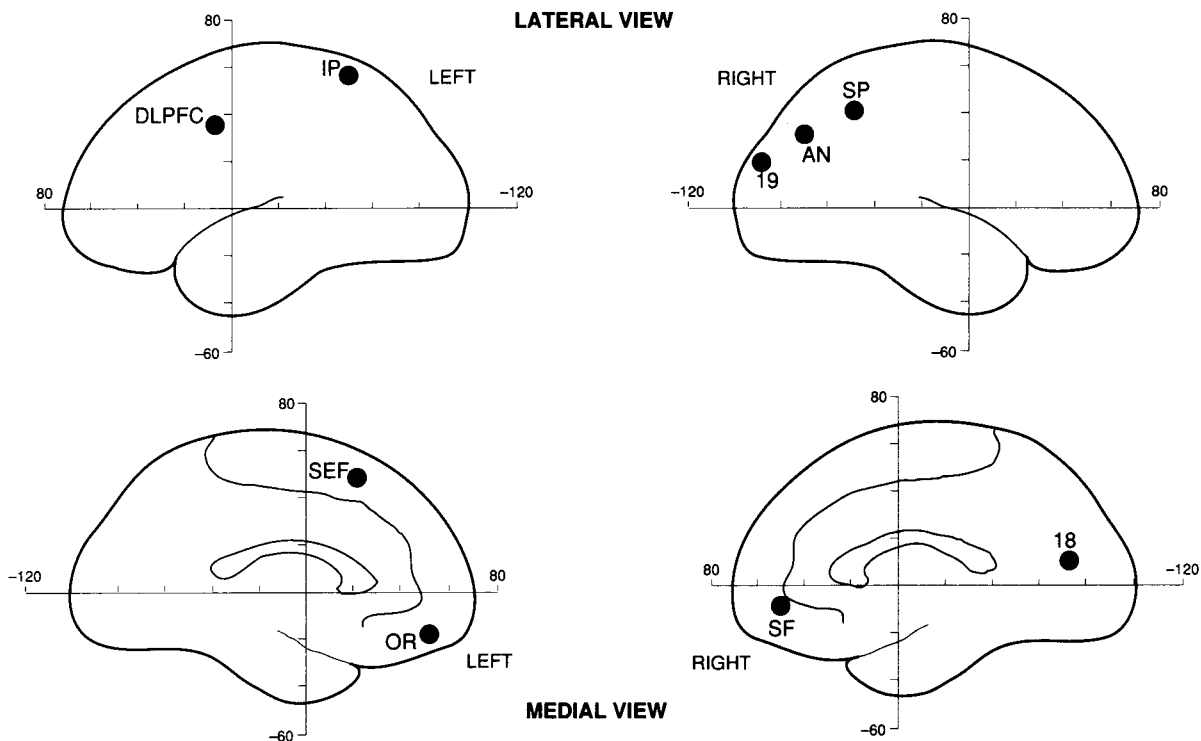 LATERAL VIEW
80
IP
LEFT
DLPFC
80
-120
-60
80
RIGHT
SP
AN
19
-120
80
-60
80
SEF
-120
80
OR
LEFT
-60
80
18
80
-120
SF
RIGHT
-60
MEDIAL VIEW